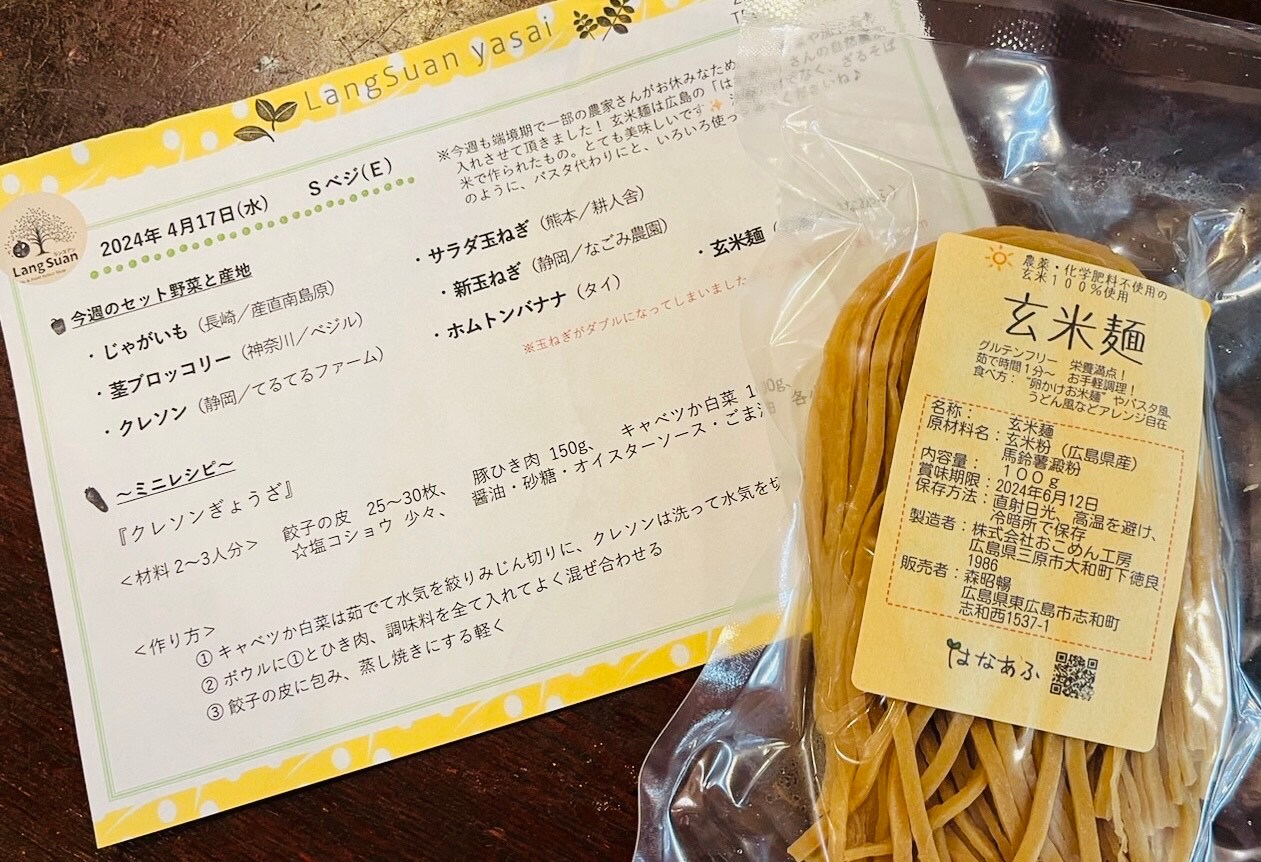 LangSuan yasai
Lang Suan
2024年 4月17日(水)　Sベジ(E)
※今週も端境期で一部の農家さんがお休みなため
入れさせて頂きました！ 玄米麺は広島の「は
米で作られたもの。とても美味しいです✨
のように、パスタ代わりにと、いろいろ使っ
さんの自然農
なく、ざるそば
くださいね♪
今週のセット野菜と産地
・じゃがいも（長崎／産直南島原）
・茎ブロッコリー（神奈川／ベジル）
・クレソン（静岡／てるてるファーム）
・サラダ玉ねぎ（熊本／耕人舎）
・新玉ねぎ（静岡／なごみ農園）
・ホムトンバナナ（タイ）
・玄米麺（
※玉ねぎがダブルになってしまいました
～ミニレシピ～
『クレソンぎょうざ』
＜材料 2～3人分＞　餃子の皮　25～30枚、　豚ひき肉 150g、　キャベツか白菜 1
☆塩コショウ 少々、　醤油・砂糖・オイスターソース・ごま油
＜作り方＞
① キャベツか白菜は茹でて水気を絞りみじん切りに、クレソンは洗って水気を切
② ボウルに①とひき肉、調味料を全て入れてよく混ぜ合わせる
③ 餃子の皮に包み、蒸し焼きにする軽く
農薬・化学肥料不使用の
玄米１００％使用
玄米麺
グルテンフリー　栄養満点！
茹で時間1分～　お手軽調理！
食べ方：“卵かけお米麺”やパスタ風、
うどん風などアレンジ自在
名称：　玄米麺
原材料名：玄米粉（広島県産）
馬鈴薯澱粉
内容量：　１００ｇ
賞味期限：2024年6月12日
保存方法：直射日光、高温を避け、
冷暗所で保存
製造者：株式会社おこめん工房
広島県三原市大和町下徳良
1986
販売者：森昭暢
広島県東広島市志和町
志和西1537-1
はなあふ